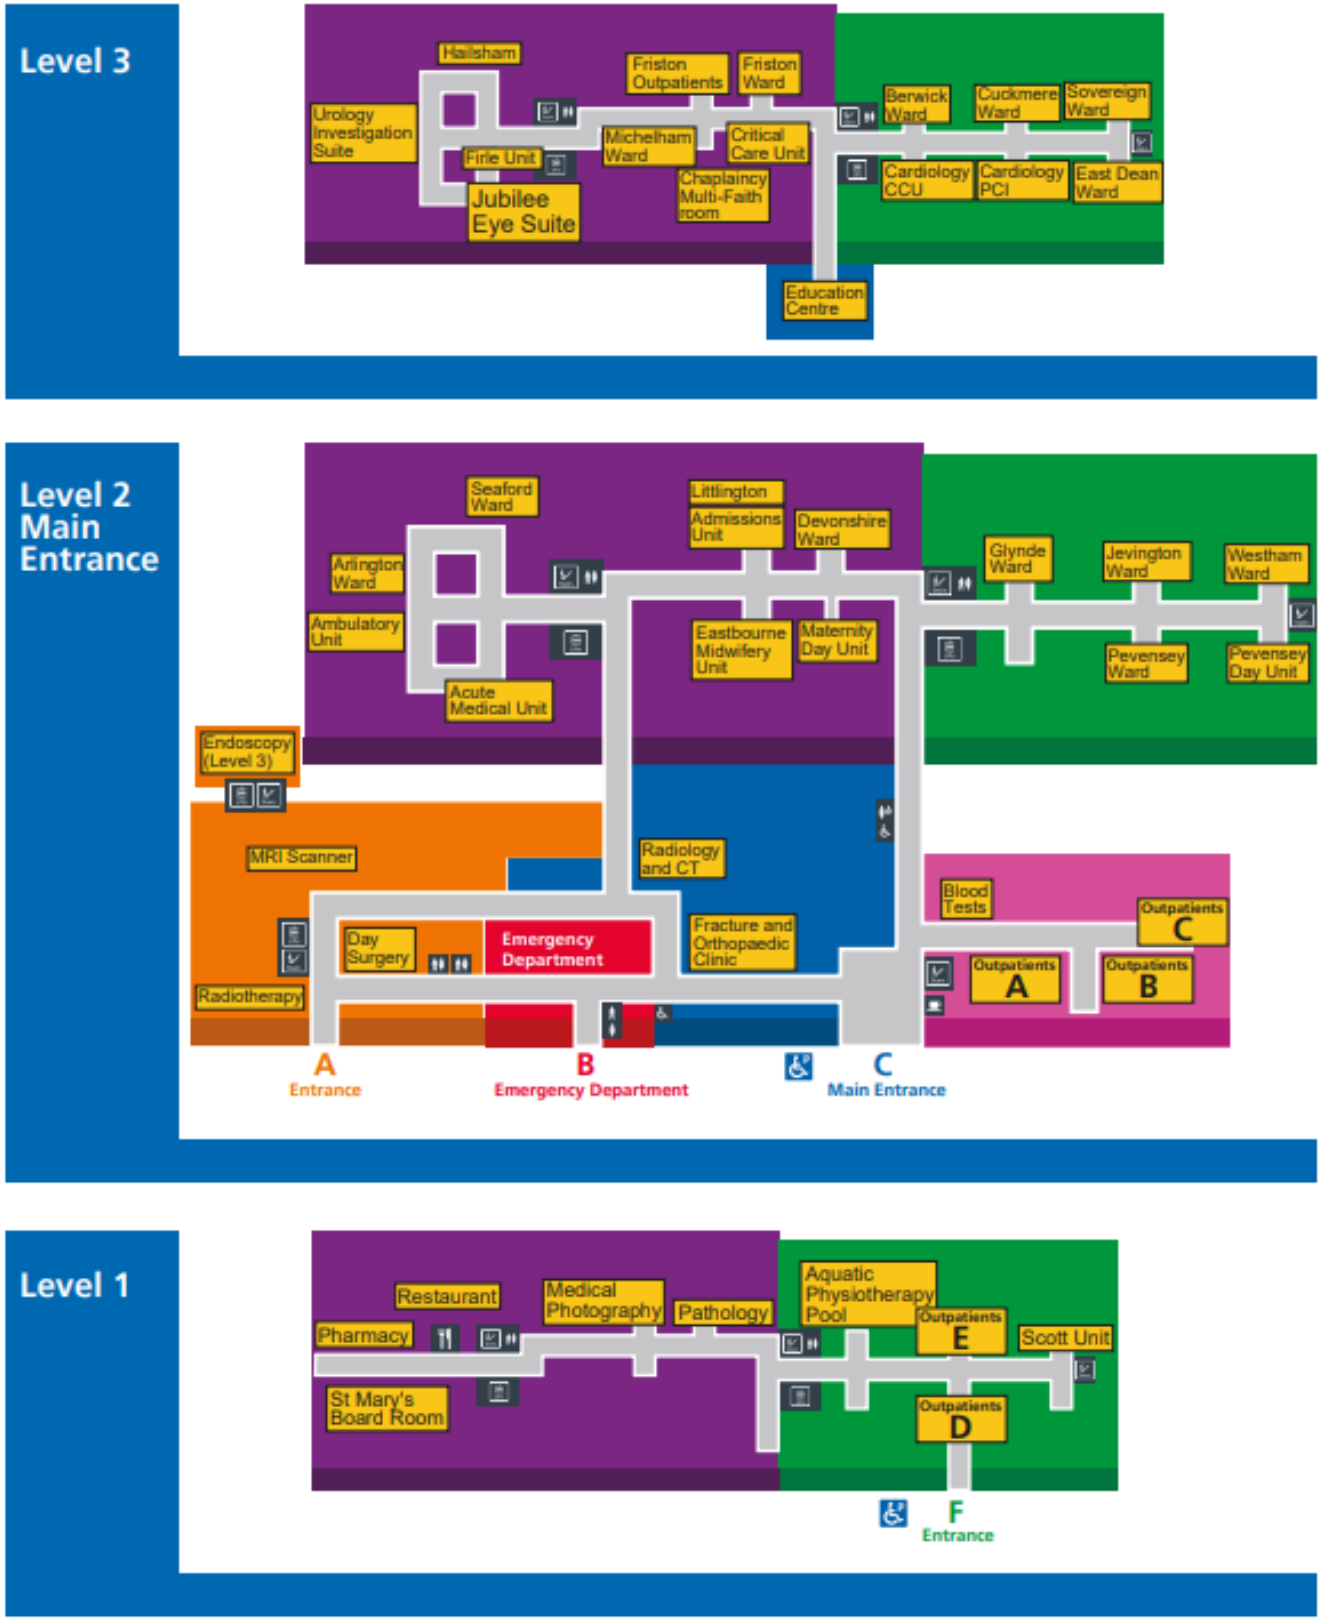 Level 3
Hailsham
Urology
Investigation
Suite
Firle Unit
Jubilee
Eye Suite
Friston
Outpatients
Friston
Ward
Michelham
Ward
Critical
Care Unit
Chaplaincy
Multi-Faith
room
Berwick
Ward
Cuckmere
Ward
Sovereign
Ward
Cardiology
CCU
Cardiology
PCI
East Dean
Ward
Education
Centre
Level 2
Main
Entrance
Seaford
Ward
Arlington
Ward
Ambulatory
Unit
Acute
Medical Unit
Littlington
Admissions
Unit
Devonshire
Ward
Eastbourne
Midwifery
Unit
Maternity
Day Unit
Glynde
Ward
Jevington
Ward
Westham
Ward
Pevensey
Ward
Pevensey
Day Unit
Endoscopy
(Level 3)
MRI Scanner
Radiology
and CT
Day
Surgery
Emergency
Department
Fracture and
Orthopaedic
Clinic
Radiotherapy
Blood
Tests
Outpatients
C
Outpatients
A
Outpatients
B
A
Entrance
B
Emergency Department
P
C
Main Entrance
Level 1
Restaurant
Pharmacy
St Mary's
Board Room
Medical
Photography
Pathology
Aquatic
Physiotherapy
Pool
Outpatients
E
Scott Unit
Outpatients
D
P
F
Entrance